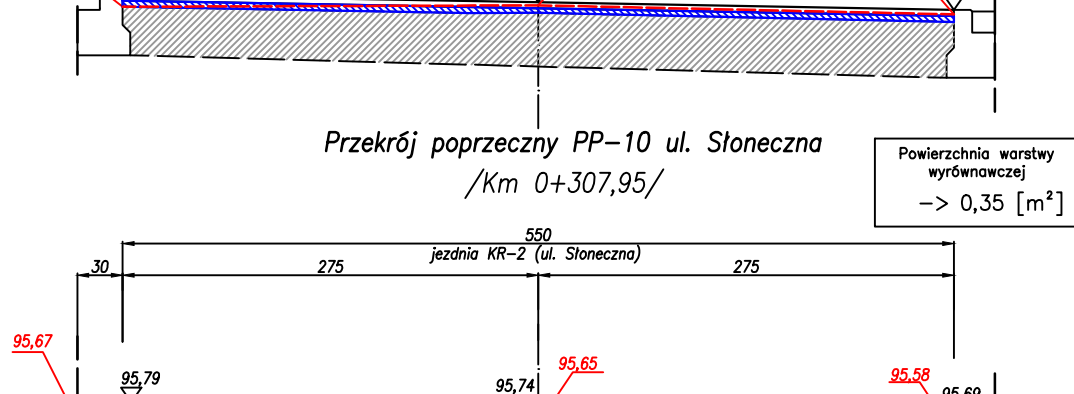 Przekrój poprzeczny PP-10 ul. Słoneczna
/Km 0+307,95/
Powierzchnia warstwy
wyrównawczej
-> 0,35 [m²]
550
jezdnia KR-2 (ul. Słoneczna)
30
275
275
95,67
95,79
95,74
95,65
95,58